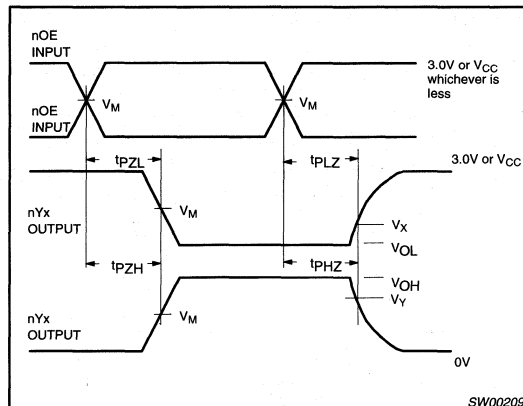 nOE
INPUT
3.0V or VCC
whichever is
less
VM
VM
nOE
INPUT
tPZL
tPLZ
3.0V or VCC
nYx
OUTPUT
VM
VX
VOL
tPZH
tPHZ
VOH
VY
nYx
OUTPUT
VM
0V
SW00209